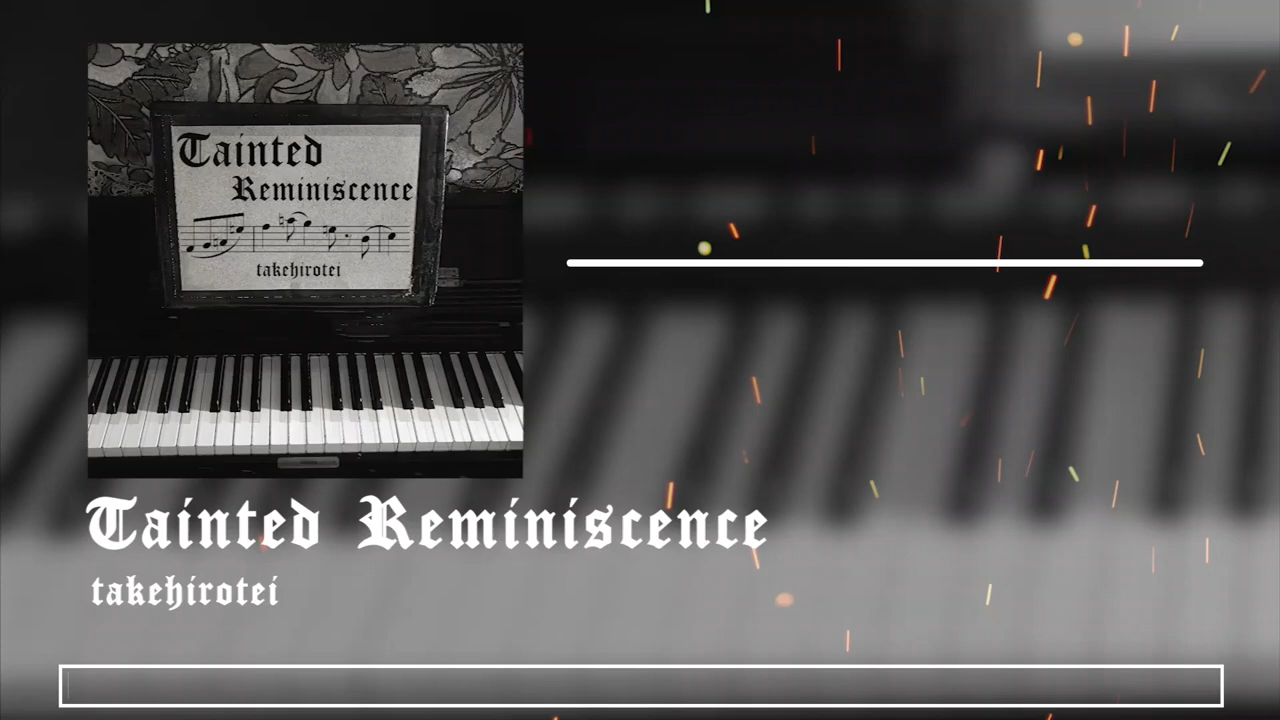 Tainted
Reminiscence
takehirotei
Tainted Reminiscence
takehirotei